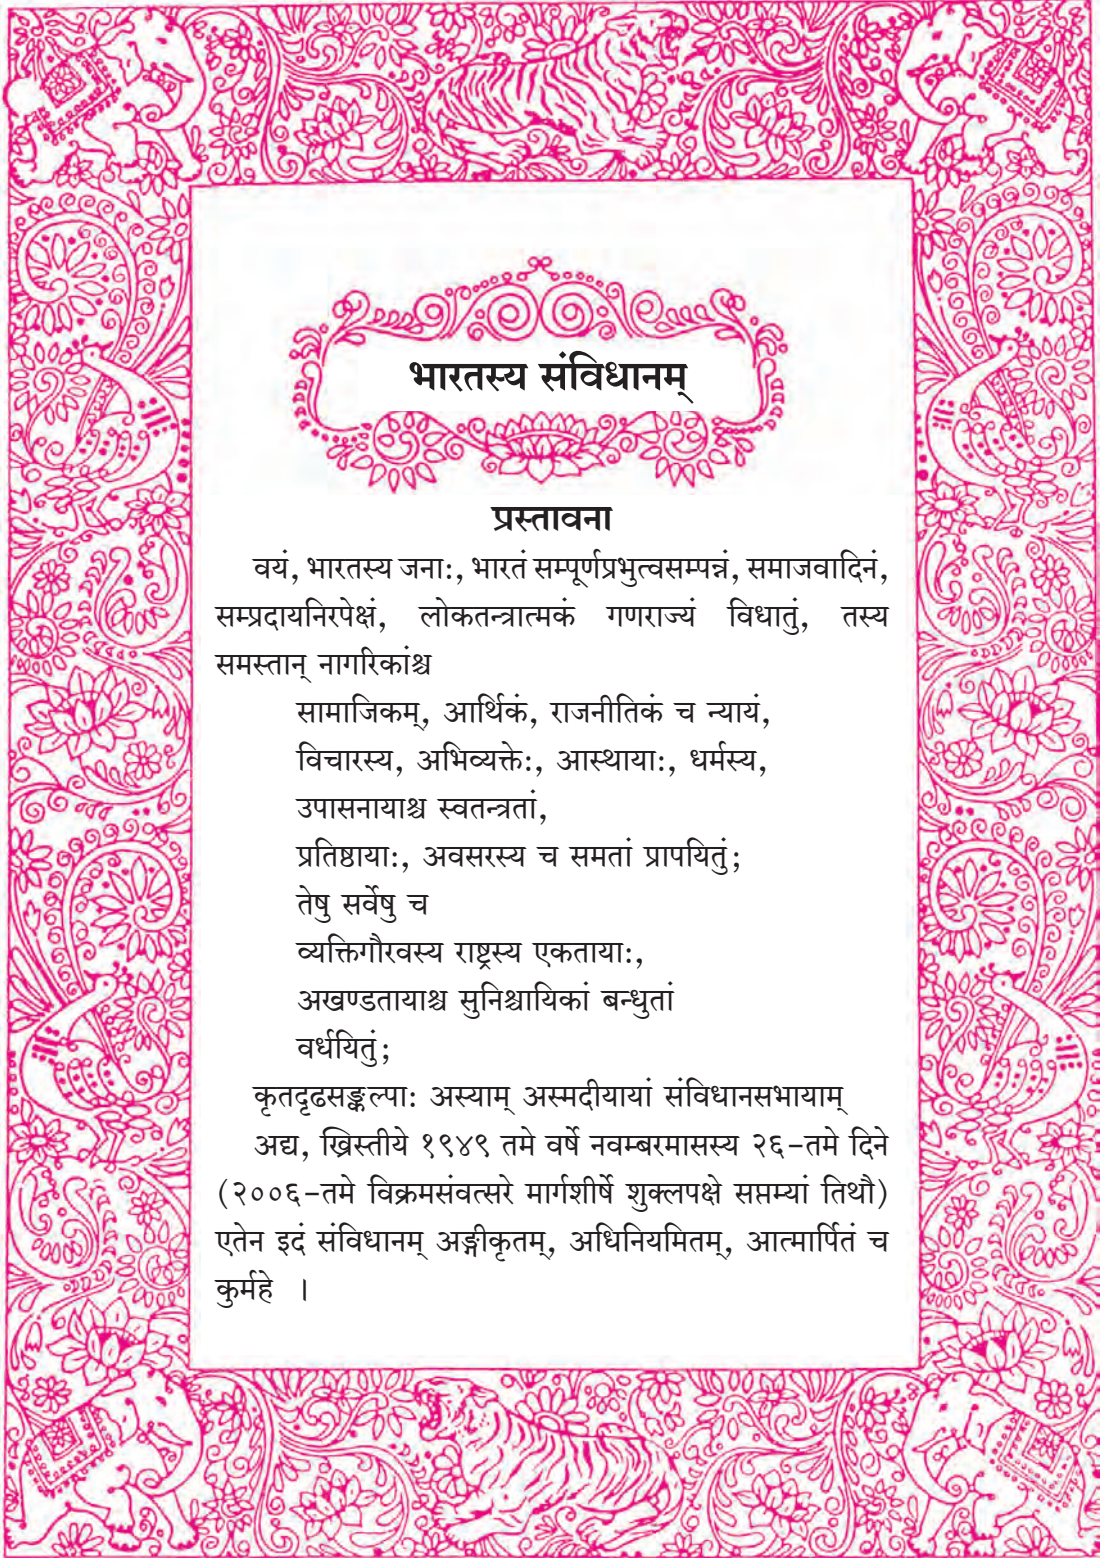 भारतस्य संविधानम्
प्रस्तावना
वयं, भारतस्य जनाः, भारतं सम्पूर्णप्रभुत्वसम्पन्नं, समाजवादिनं,
सम्प्रदायनिरपेक्षं, लोकतन्त्रात्मकं गणराज्यं विधातुं, तस्य
समस्तान् नागरिकांश्च
सामाजिकम्, आर्थिकं, राजनीतिकं च न्यायं,
विचारस्य, अभिव्यक्तेः, आस्थायाः, धर्मस्य,
उपासनायाश्च स्वतन्त्रतां,
प्रतिष्ठायाः, अवसरस्य च समतां प्रापयितुं;
तेषु सर्वेषु च
व्यक्तिगौरवस्य राष्ट्रस्य एकतायाः,
अखण्डतायाश्च सुनिश्चायिकां बन्धुतां
वर्धयितुं;
कृतदृढसङ्कल्पाः अस्याम् अस्मदीयायां संविधानसभायाम्
अद्य, ख्रिस्तीये १९४९ तमे वर्षे नवम्बरमासस्य २६-तमे दिने
(२००६-तमे विक्रमसंवत्सरे मार्गशीर्षे शुक्लपक्षे सप्तम्यां तिथौ)
एतेन इदं संविधानम् अङ्गीकृतम्, अधिनियमितम्, आत्मार्पितं च
कुर्महे ।